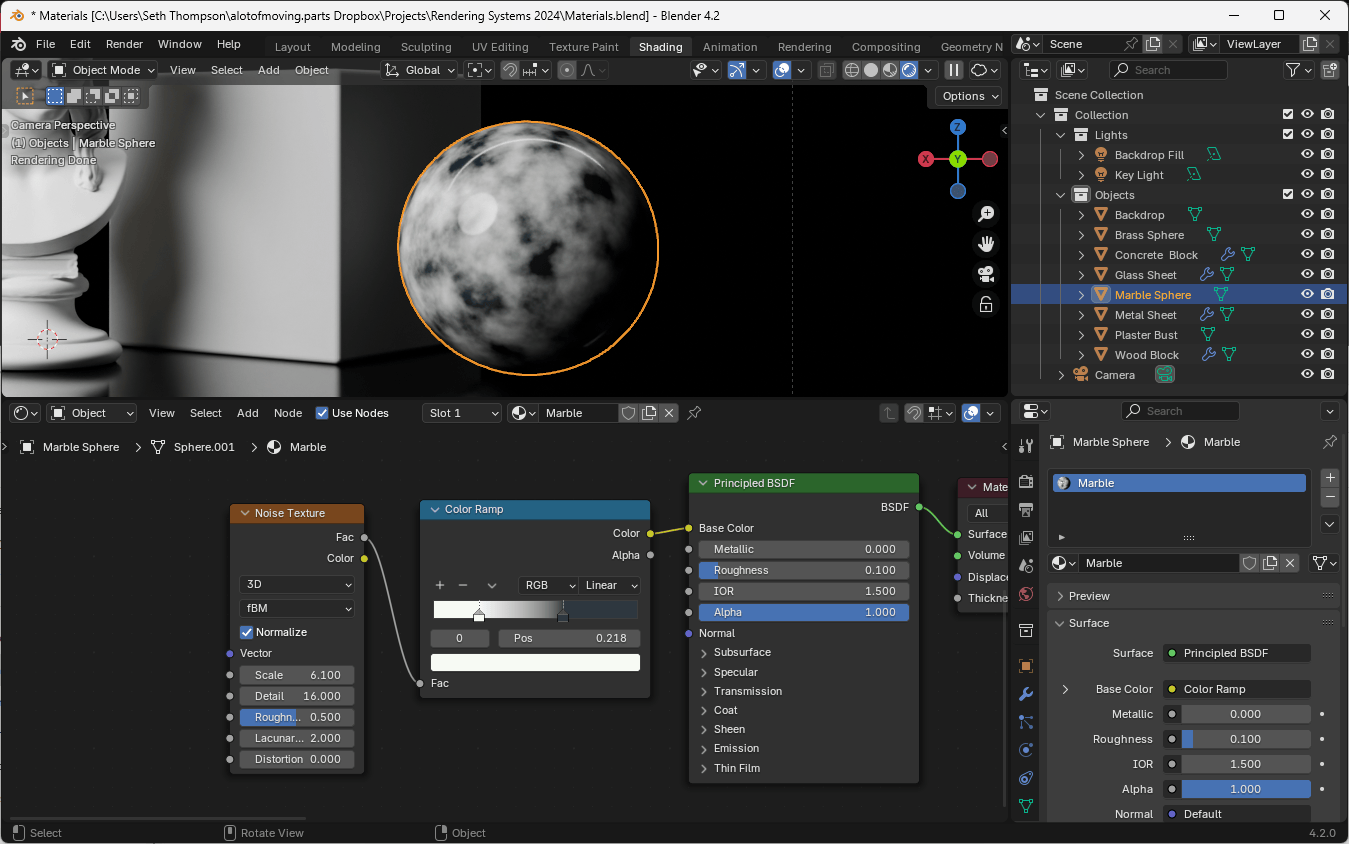 * Materials [C:\Users\Seth Thompson\alotofmoving.parts Dropbox\Projects\Rendering Systems 2024\Materials.blend] - Blender 4.2
File Edit Render Window Help Layout Modeling Sculpting UV Editing Texture Paint Shading Animation Rendering Compositing Geometry N Scene ViewLayer
Object Mode View Select Add Object Global
Options
Camera Perspective
(1) Objects | Marble Sphere
Rendering Done
Z
X
Y
Search
Scene Collection
Collection
Lights
Backdrop Fill
Key Light
Objects
Backdrop
Brass Sphere
Concrete Block
Glass Sheet
Marble Sphere
Metal Sheet
Plaster Bust
Wood Block
Camera
Object View Select Add Node Use Nodes Slot 1 Marble
Marble Sphere > Sphere.001 > Marble
Noise Texture
Fac
Color
3D
fBM
Normalize
Vector
Scale 6.100
Detail 16.000
Roughn... 0.500
Lacunar... 2.000
Distortion 0.000
Color Ramp
Color
Alpha
RGB Linear
0 Pos 0.218
Fac
Principled BSDF
BSDF
Base Color
Metallic 0.000
Roughness 0.100
IOR 1.500
Alpha 1.000
Normal
Subsurface
Specular
Transmission
Coat
Sheen
Emission
Thin Film
Mate
All
Surface
Volume
Displac
Thickne
Search
Marble Sphere > Marble
Marble
Marble
Preview
Surface
Surface Principled BSDF
Base Color Color Ramp
Metallic 0.000
Roughness 0.100
IOR 1.500
Alpha 1.000
Normal Default
Select Rotate View Object 4.2.0